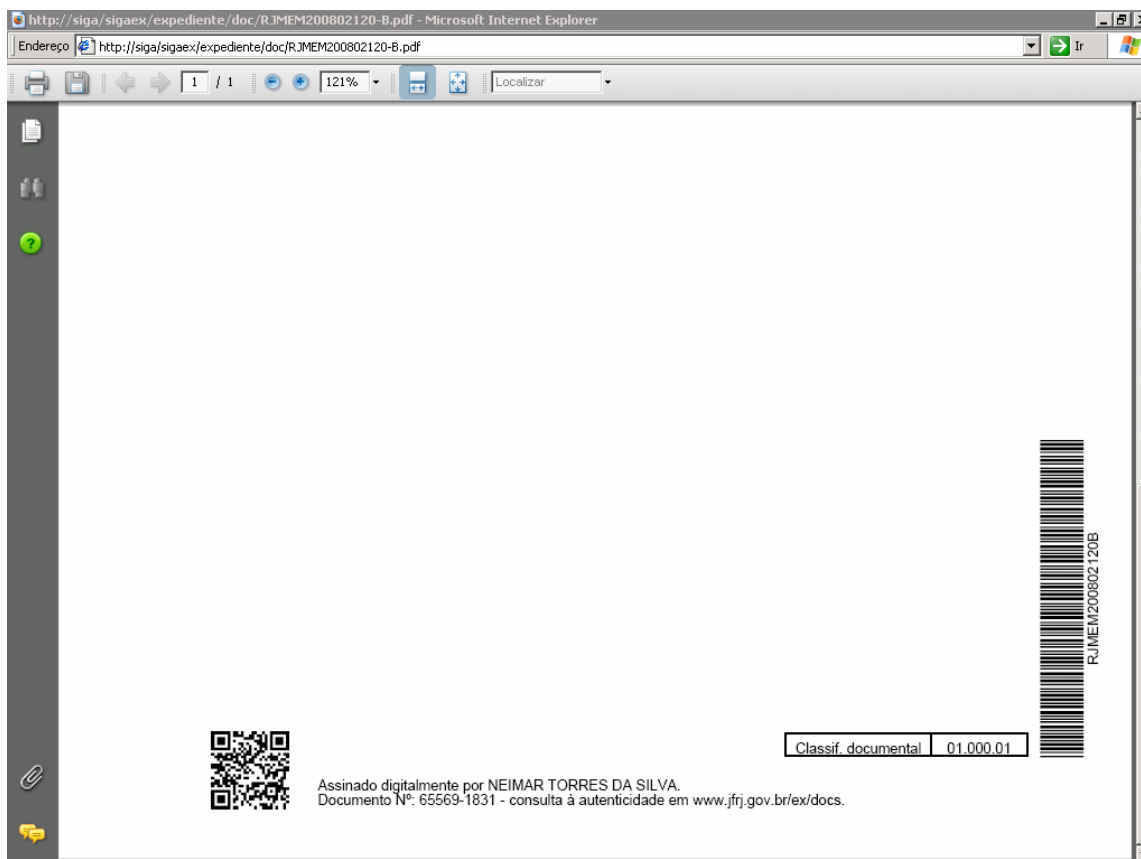 http://siga/sigaex/expediente/doc/RJMEM200802120-B.pdf - Microsoft Internet Explorer
Endereço http://siga/sigaex/expediente/doc/RJMEM200802120-B.pdf Ir
1 / 1 121% Localizar
RJMEM200802120B
Classif. documental 01.000.01
Assinado digitalmente por NEIMAR TORRES DA SILVA.
Documento Nº: 65569-1831 - consulta à autenticidade em www.jfrj.gov.br/ex/docs.